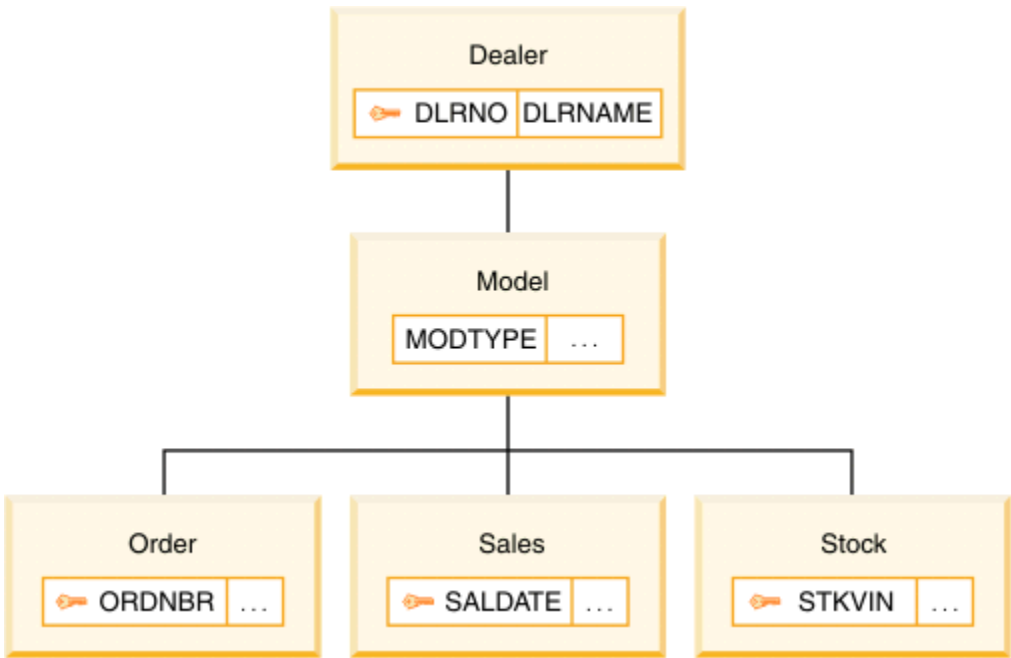 Dealer
DLRNO DLRNAME
Model
MODTYPE ...
Order Sales Stock
ORDNBR ... SALDATE ... STKVIN ...